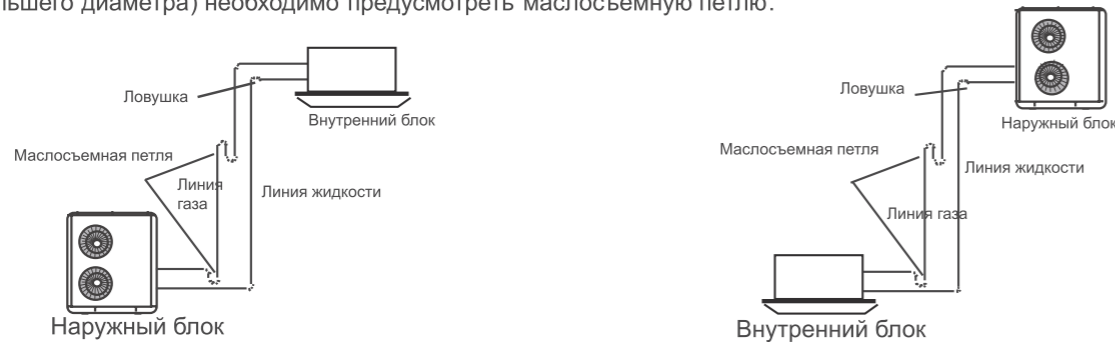 льшего диаметра) необходимо предусмотреть маслосъемную петлю.
Ловушка
Внутренний блок
Маслосъемная петля
Линия
газа
Линия жидкости
Наружный блок
Ловушка
Наружный блок
Маслосъемная петля
Линия жидкости
Линия газа
Внутренний блок